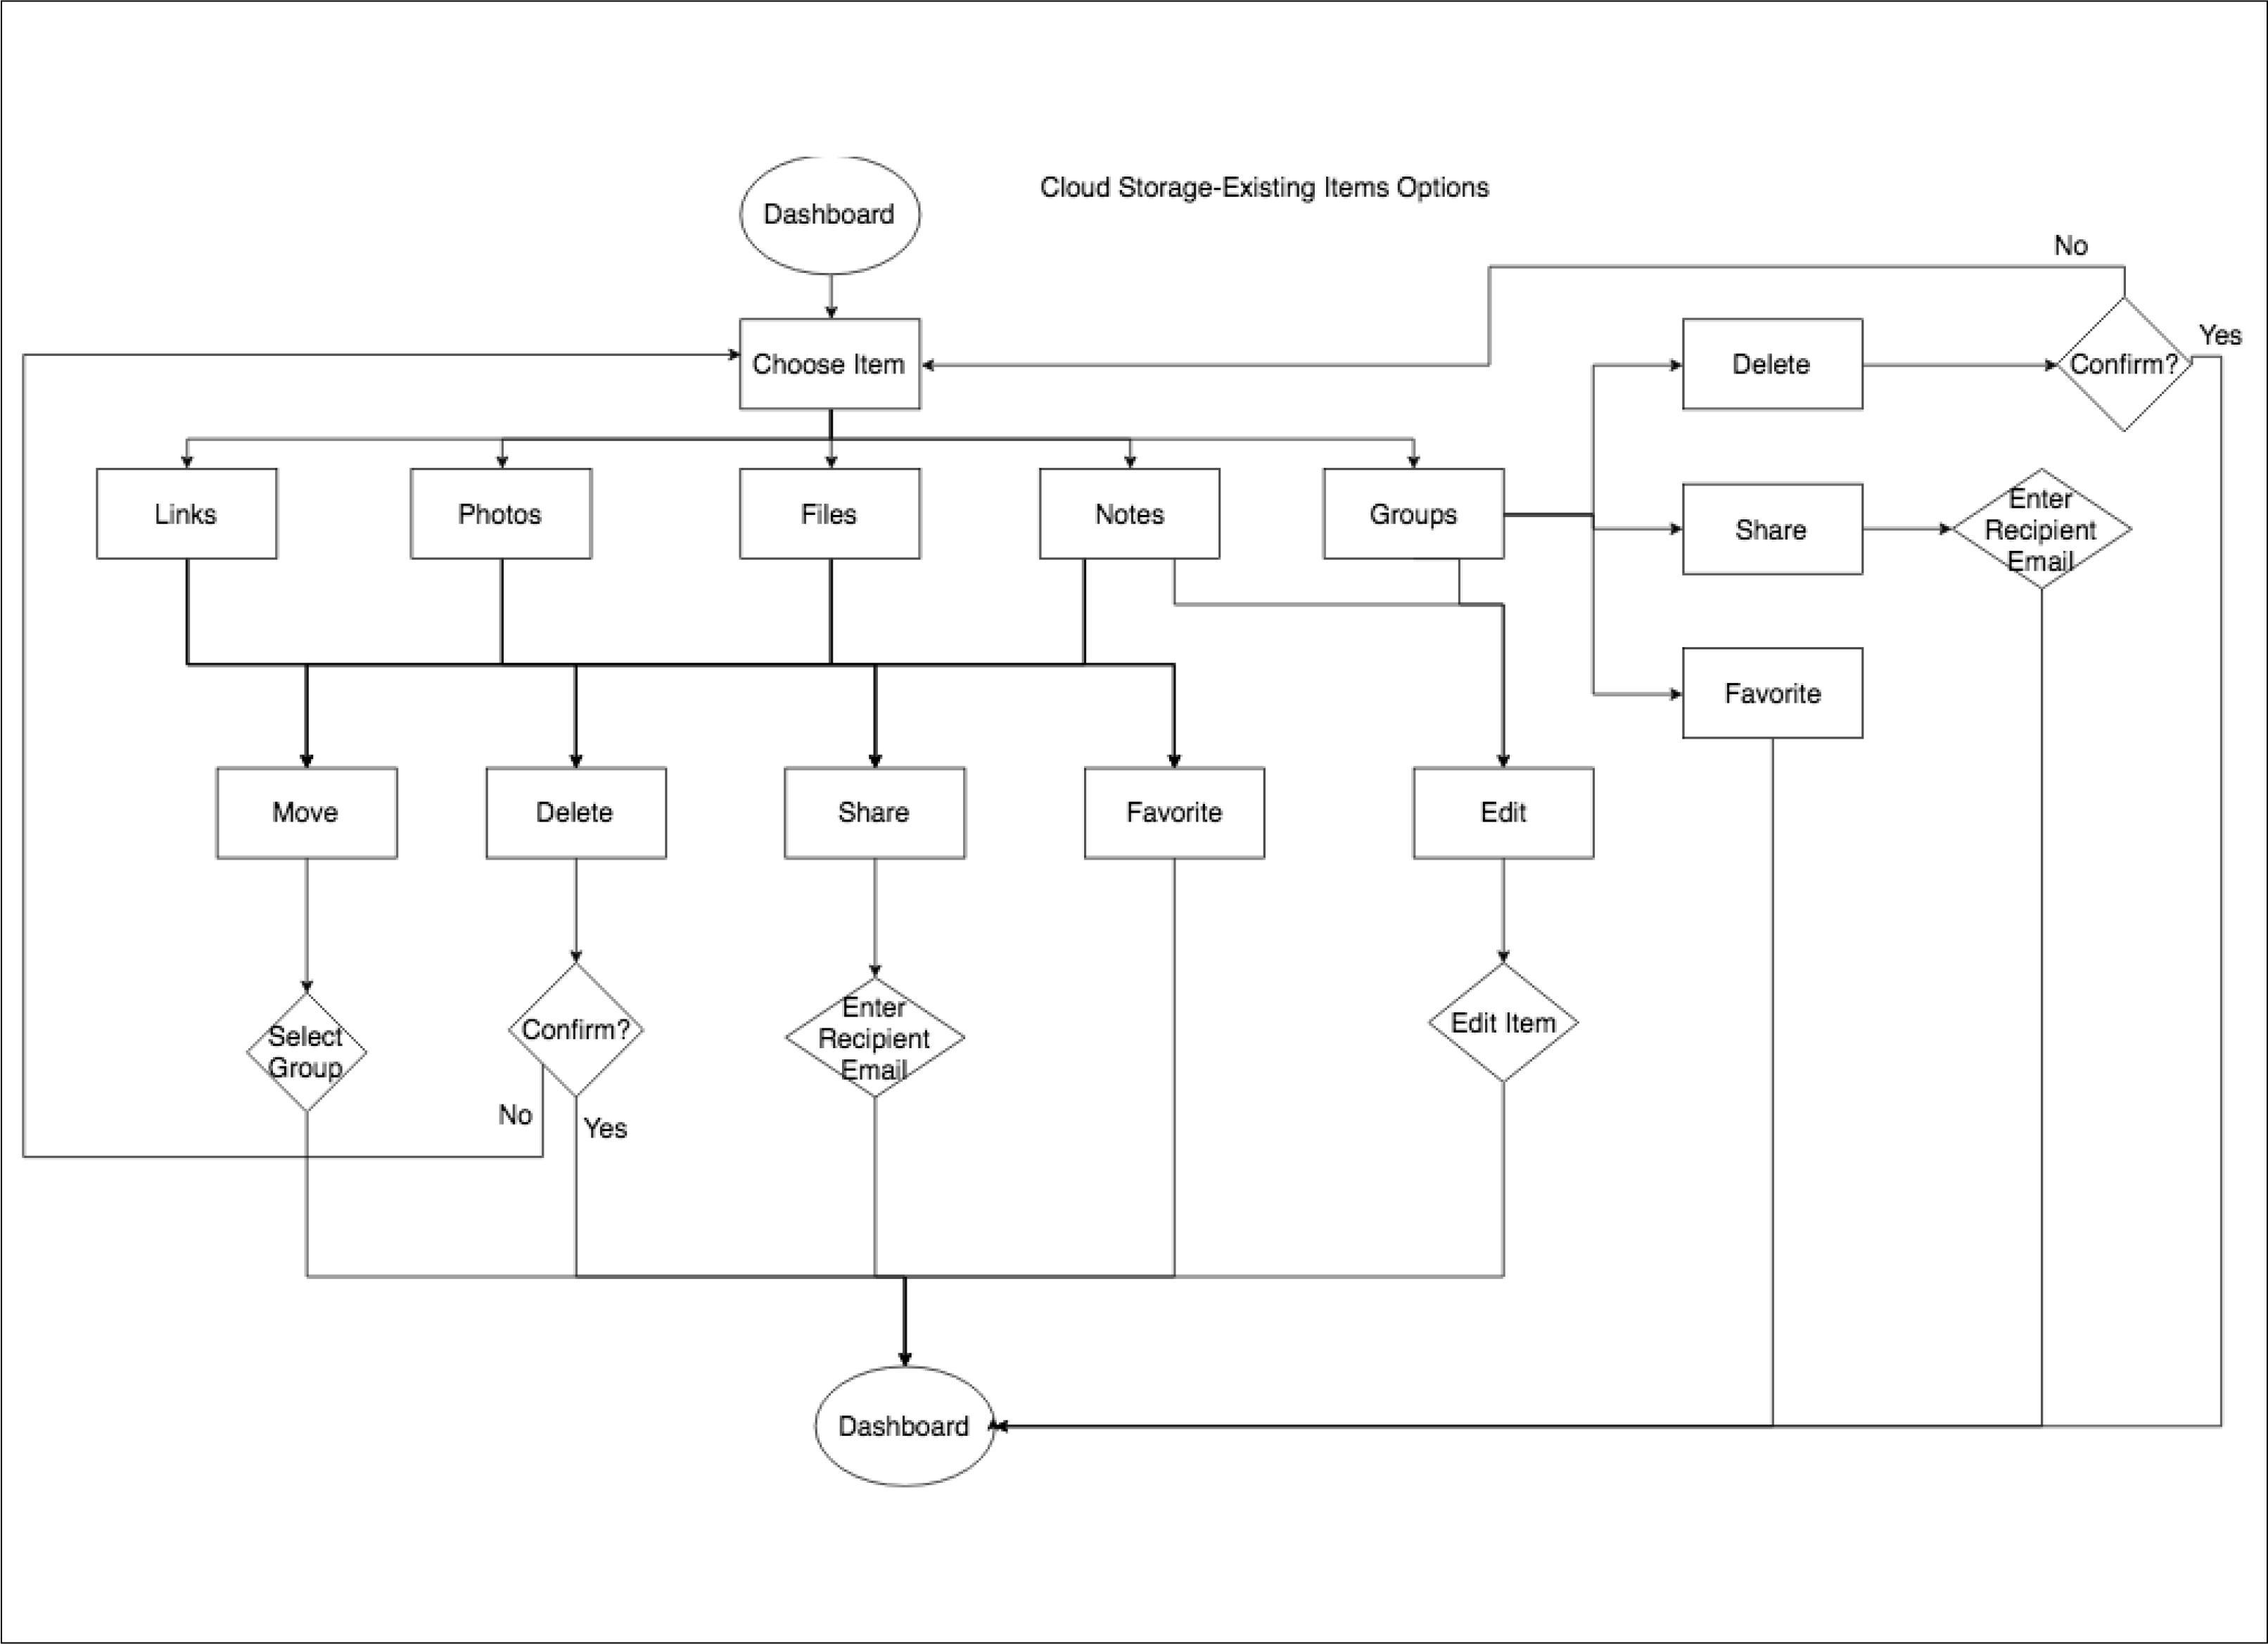 Cloud Storage-Existing Items Options
Dashboard
No
Yes
Choose Item
Delete
Confirm?
Links
Photos
Files
Notes
Groups
Share
Enter
Recipient
Email
Favorite
Move
Delete
Share
Favorite
Edit
Select
Group
Confirm?
Enter
Recipient
Email
Edit Item
No
Yes
Dashboard